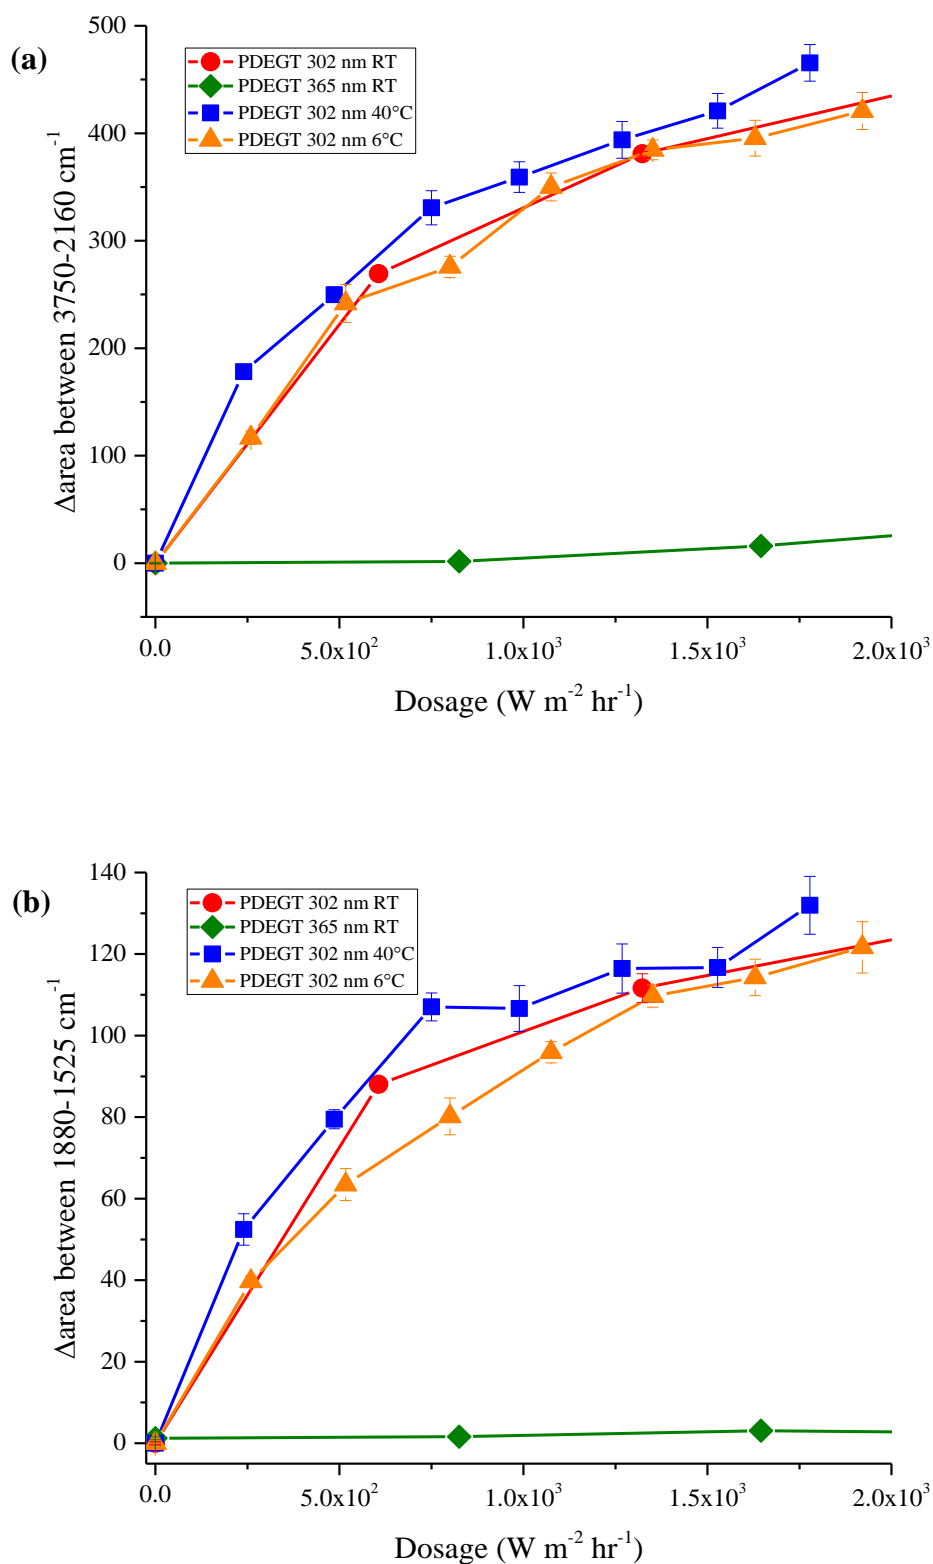 (a)
PDEGT 302 nm RT
PDEGT 365 nm RT
PDEGT 302 nm 40°C
PDEGT 302 nm 6°C
500
400
300
200
100
0
Δarea between 3750-2160 cm⁻¹
0.0 5.0x10² 1.0x10³ 1.5x10³ 2.0x10³
Dosage (W m⁻² hr⁻¹)
(b)
PDEGT 302 nm RT
PDEGT 365 nm RT
PDEGT 302 nm 40°C
PDEGT 302 nm 6°C
140
120
100
80
60
40
20
0
Δarea between 1880-1525 cm⁻¹
0.0 5.0x10² 1.0x10³ 1.5x10³ 2.0x10³
Dosage (W m⁻² hr⁻¹)